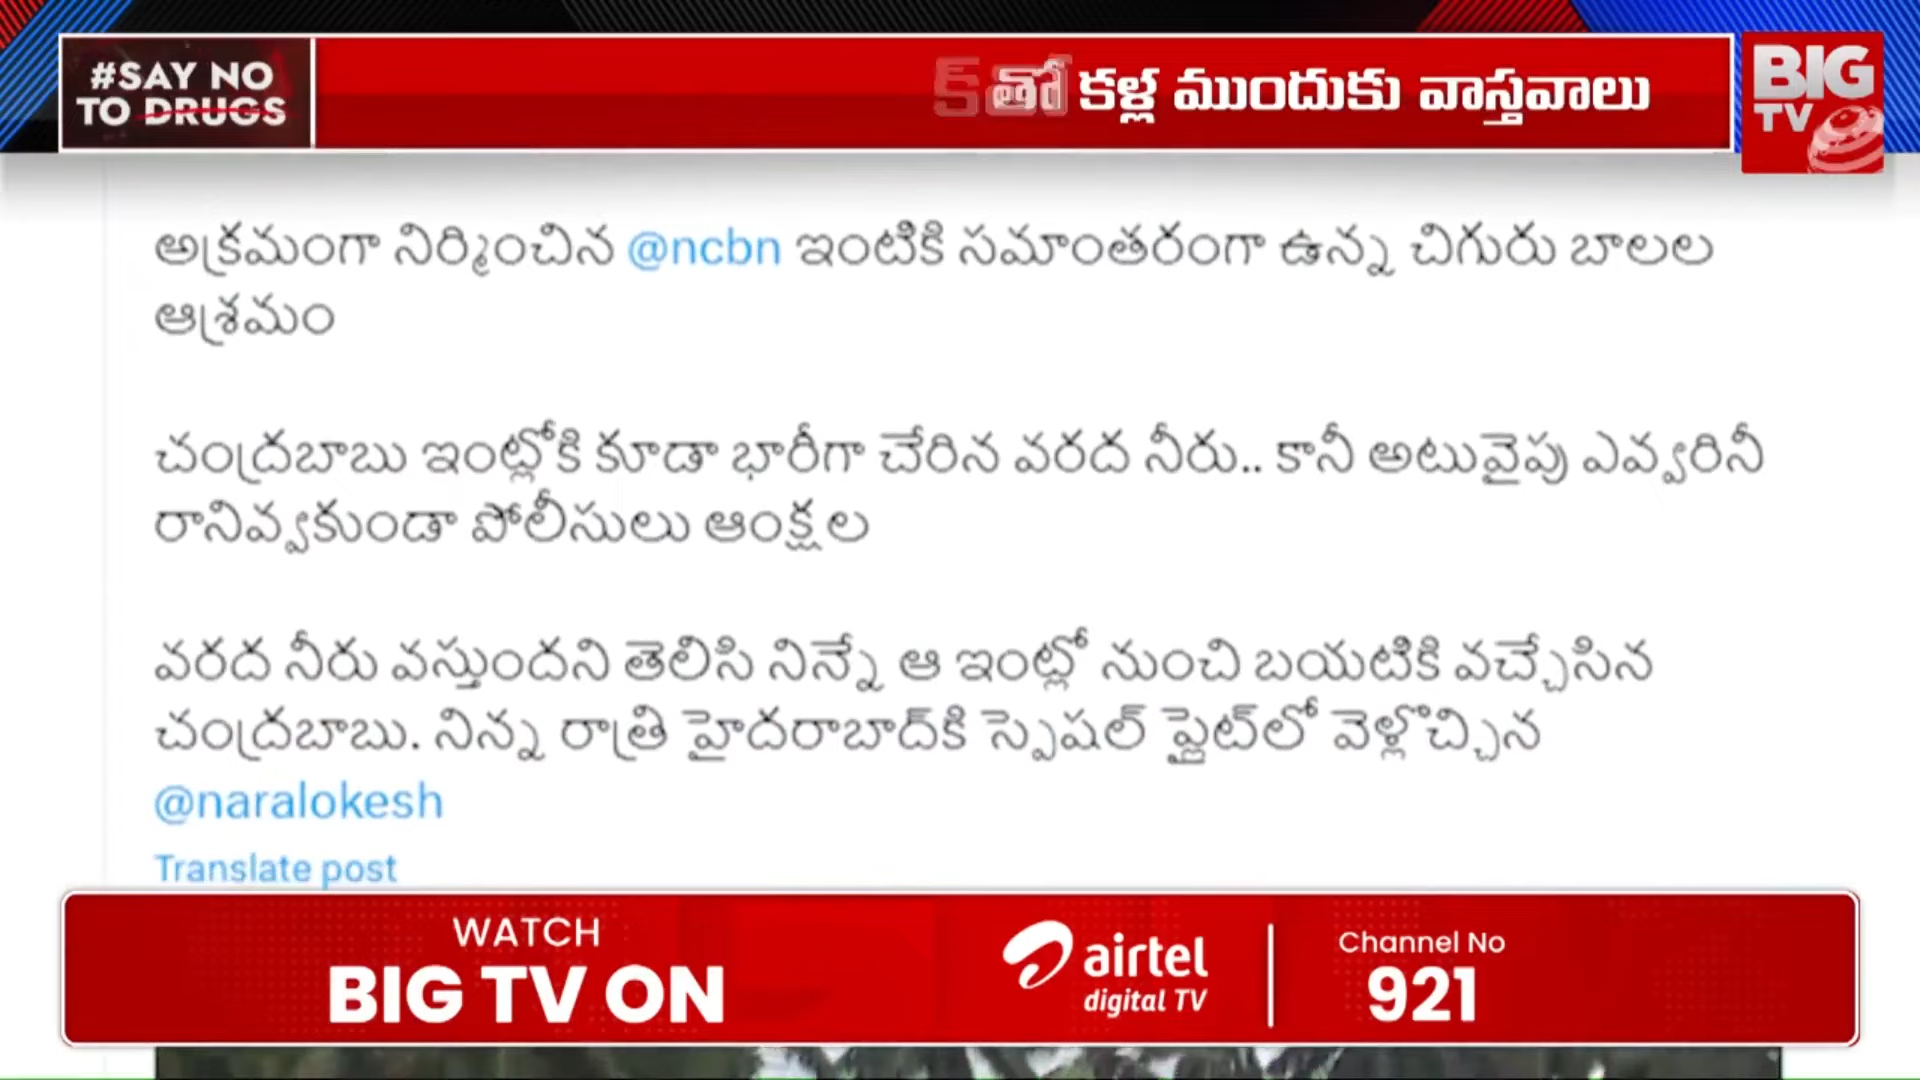 #SAY NO
TO DRUGS
తో కళ్ల ముందుకు వాస్తవాలు
BIG
TV
అక్రమంగా నిర్మించిన @ncbn ఇంటికి సమాంతరంగా ఉన్న చిగురు బాలల
ఆశ్రమం
చంద్రబాబు ఇంట్లోకి కూడా భారీగా చేరిన వరద నీరు.. కానీ అటువైపు ఎవ్వరినీ
రానివ్వకుండా పోలీసులు ఆంక్షల
వరద నీరు వస్తుందని తెలిసి నిన్నే ఆ ఇంట్లో నుంచి బయటికి వచ్చేసిన
చంద్రబాబు. నిన్న రాత్రి హైదరాబాద్‌కి స్పెషల్ ఫ్లైట్‌లో వెళ్లొచ్చిన
@naralokesh
Translate post
WATCH
BIG TV ON
airtel
digital TV
Channel No
921